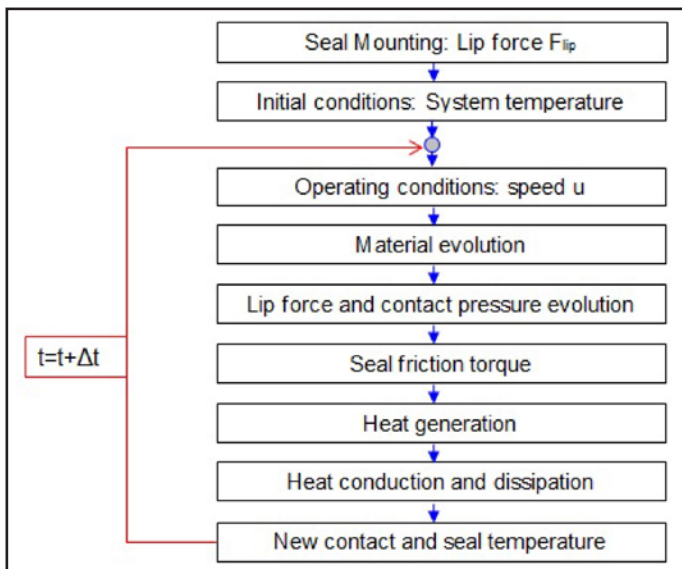 Seal Mounting: Lip force Flip
Initial conditions: System temperature
Operating conditions: speed u
Material evolution
Lip force and contact pressure evolution
t=t+Δt
Seal friction torque
Heat generation
Heat conduction and dissipation
New contact and seal temperature